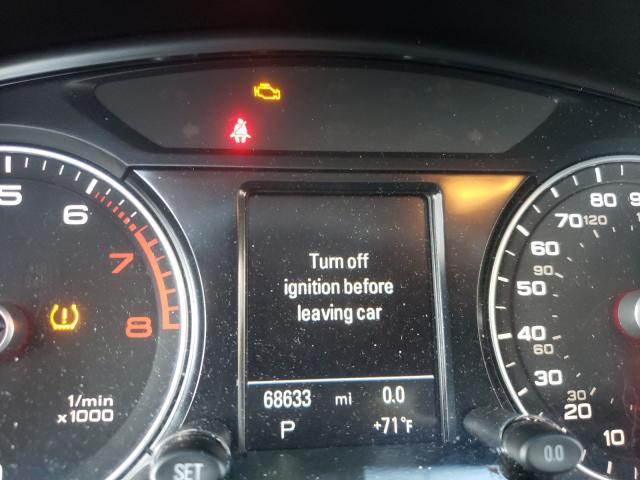 Turn off
ignition before
leaving car
68633 mi 0.0
P +71°F
5 6 7 8
1/min
x1000
SET
80
70 120
60
90
50
40
60
30
30
20
10
0.0